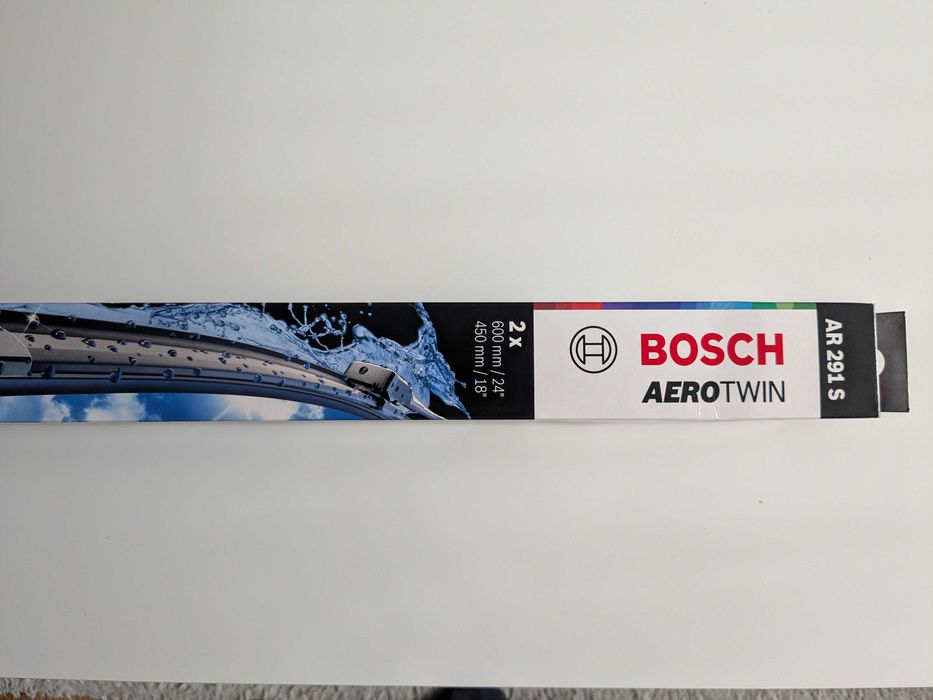 2 x
600 mm / 24"
450 mm / 18"
BOSCH
AEROTWIN
AR 291 S